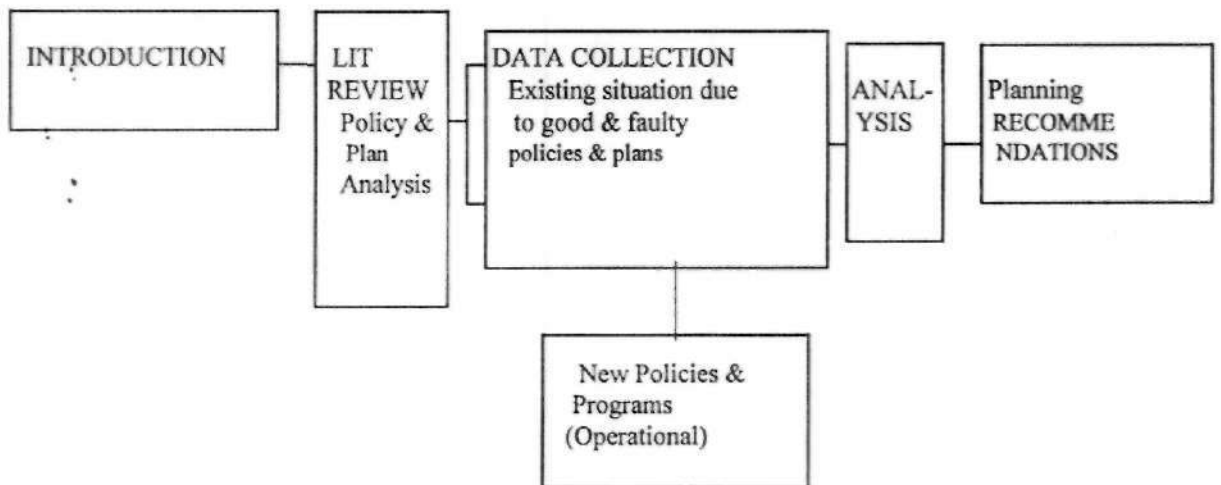 INTRODUCTION
LIT
REVIEW
Policy &
Plan
Analysis
DATA COLLECTION
Existing situation due
to good & faulty
policies & plans
ANAL-
YSIS
Planning
RECOMME
NDATIONS
New Policies &
Programs
(Operational)